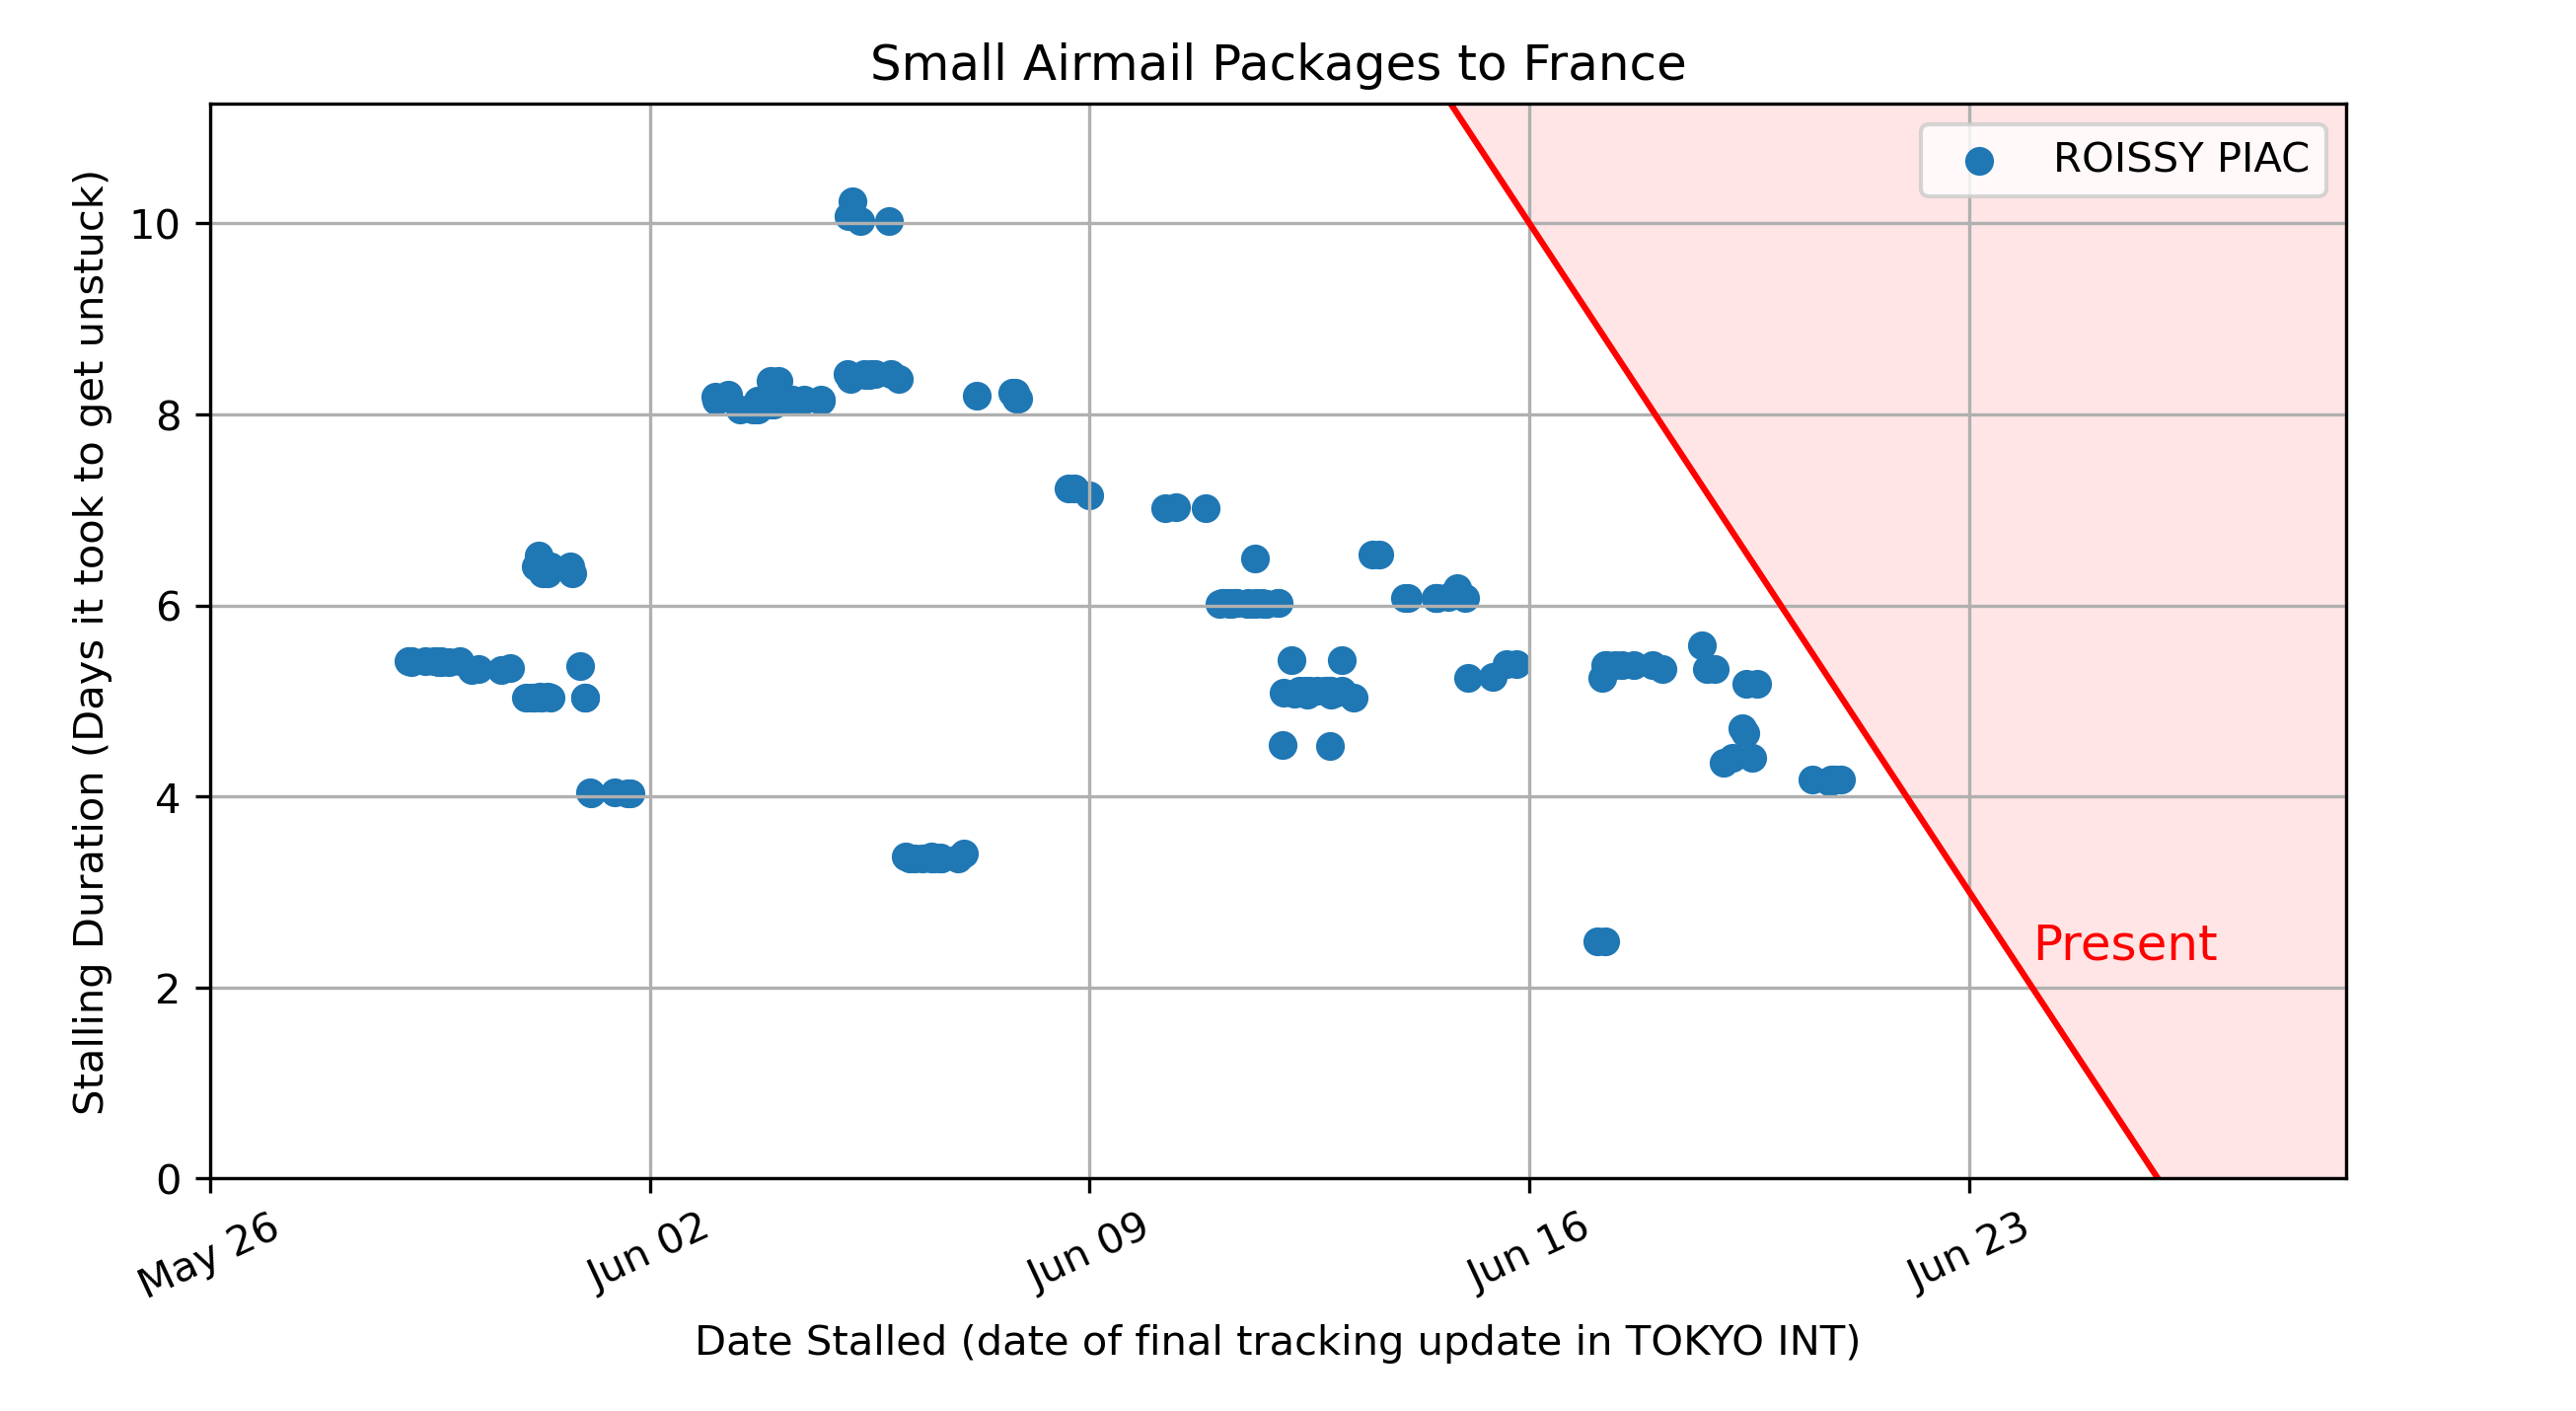 Small Airmail Packages to France
ROISSY PIAC
Stalling Duration (Days it took to get unstuck)
10
8
6
4
2
0
Present
May 26
Jun 02
Jun 09
Jun 16
Jun 23
Date Stalled (date of final tracking update in TOKYO INT)